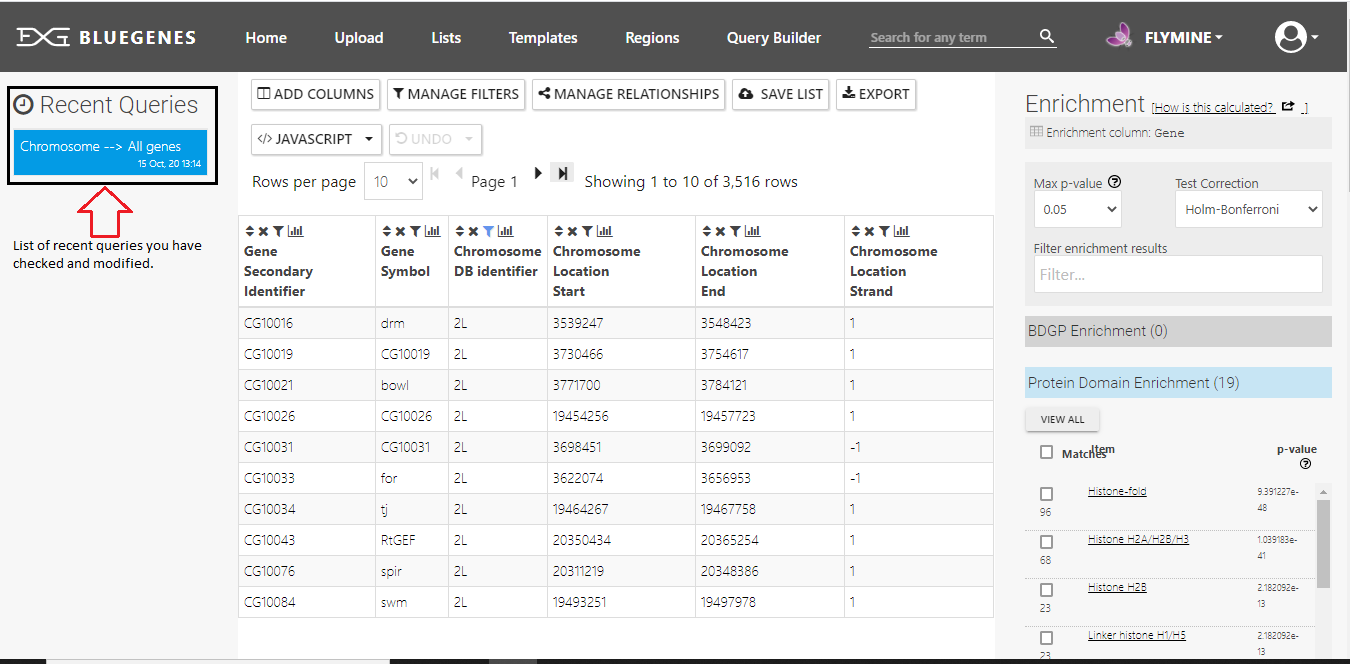 BLUEGENES
Home Upload Lists Templates Regions Query Builder Search for any term FLYMINE
Recent Queries
Chromosome --> All genes
15 Oct, 20 13:14
List of recent queries you have
checked and modified.
ADD COLUMNS MANAGE FILTERS MANAGE RELATIONSHIPS SAVE LIST EXPORT
</> JAVASCRIPT UNDO
Rows per page 10 Page 1 Showing 1 to 10 of 3,516 rows
Gene Secondary Identifier Gene Symbol Chromosome DB identifier Chromosome Location Start Chromosome Location End Chromosome Location Strand
CG10016 drm 2L 3539247 3548423 1
CG10019 CG10019 2L 3730466 3754617 1
CG10021 bowl 2L 3771700 3784121 1
CG10026 CG10026 2L 19454256 19457723 1
CG10031 CG10031 2L 3698451 3699092 -1
CG10033 for 2L 3622074 3656953 -1
CG10034 tj 2L 19464267 19467758 1
CG10043 RtGEF 2L 20350434 20365254 1
CG10076 spir 2L 20311219 20348386 1
CG10084 swm 2L 19493251 19497978 1
Enrichment [How is this calculated? ]
Enrichment column: Gene
Max p-value Test Correction
0.05 Holm-Bonferroni
Filter enrichment results
Filter...
BDGP Enrichment (0)
Protein Domain Enrichment (19)
VIEW ALL
Matches Item p-value
Histone-fold 9.391227e-
96 48
Histone H2A/H2B/H3 1.039183e-
68 41
Histone H2B 2.182092e-
23 13
Linker histone H1/H5 2.182092e-
23 13